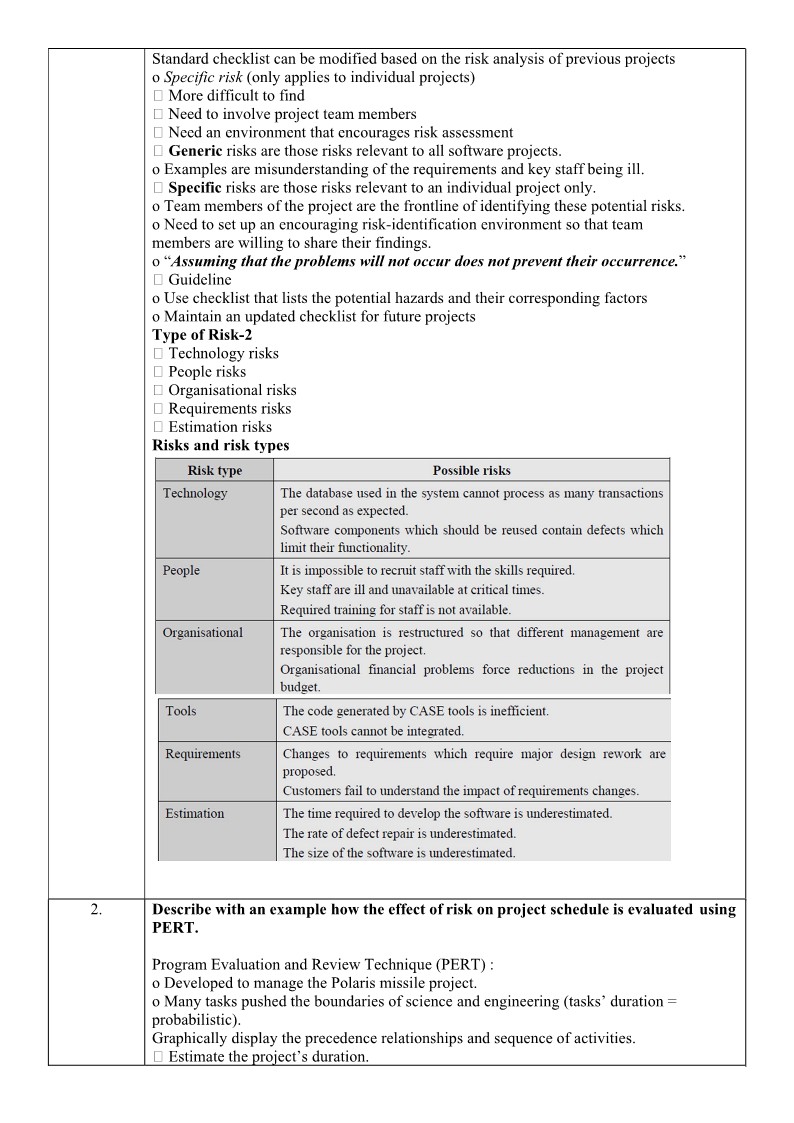 Standard checklist can be modified based on the risk analysis of previous projects
o Specific risk (only applies to individual projects)
□ More difficult to find
□ Need to involve project team members
□ Need an environment that encourages risk assessment
□ Generic risks are those risks relevant to all software projects.
o Examples are misunderstanding of the requirements and key staff being ill.
□ Specific risks are those risks relevant to an individual project only.
o Team members of the project are the frontline of identifying these potential risks.
o Need to set up an encouraging risk-identification environment so that team
members are willing to share their findings.
o “Assuming that the problems will not occur does not prevent their occurrence.”
□ Guideline
o Use checklist that lists the potential hazards and their corresponding factors
o Maintain an updated checklist for future projects
Type of Risk-2
□ Technology risks
□ People risks
□ Organisational risks
□ Requirements risks
□ Estimation risks
Risks and risk types
Risk type Possible risks
Technology The database used in the system cannot process as many transactions
per second as expected.
Software components which should be reused contain defects which
limit their functionality.
People It is impossible to recruit staff with the skills required.
Key staff are ill and unavailable at critical times.
Required training for staff is not available.
Organisational The organisation is restructured so that different management are
responsible for the project.
Organisational financial problems force reductions in the project
budget.
Tools The code generated by CASE tools is inefficient.
CASE tools cannot be integrated.
Requirements Changes to requirements which require major design rework are
proposed.
Customers fail to understand the impact of requirements changes.
Estimation The time required to develop the software is underestimated.
The rate of defect repair is underestimated.
The size of the software is underestimated.
2. Describe with an example how the effect of risk on project schedule is evaluated using
PERT.
Program Evaluation and Review Technique (PERT) :
o Developed to manage the Polaris missile project.
o Many tasks pushed the boundaries of science and engineering (tasks’ duration =
probabilistic).
Graphically display the precedence relationships and sequence of activities.
□ Estimate the project’s duration.